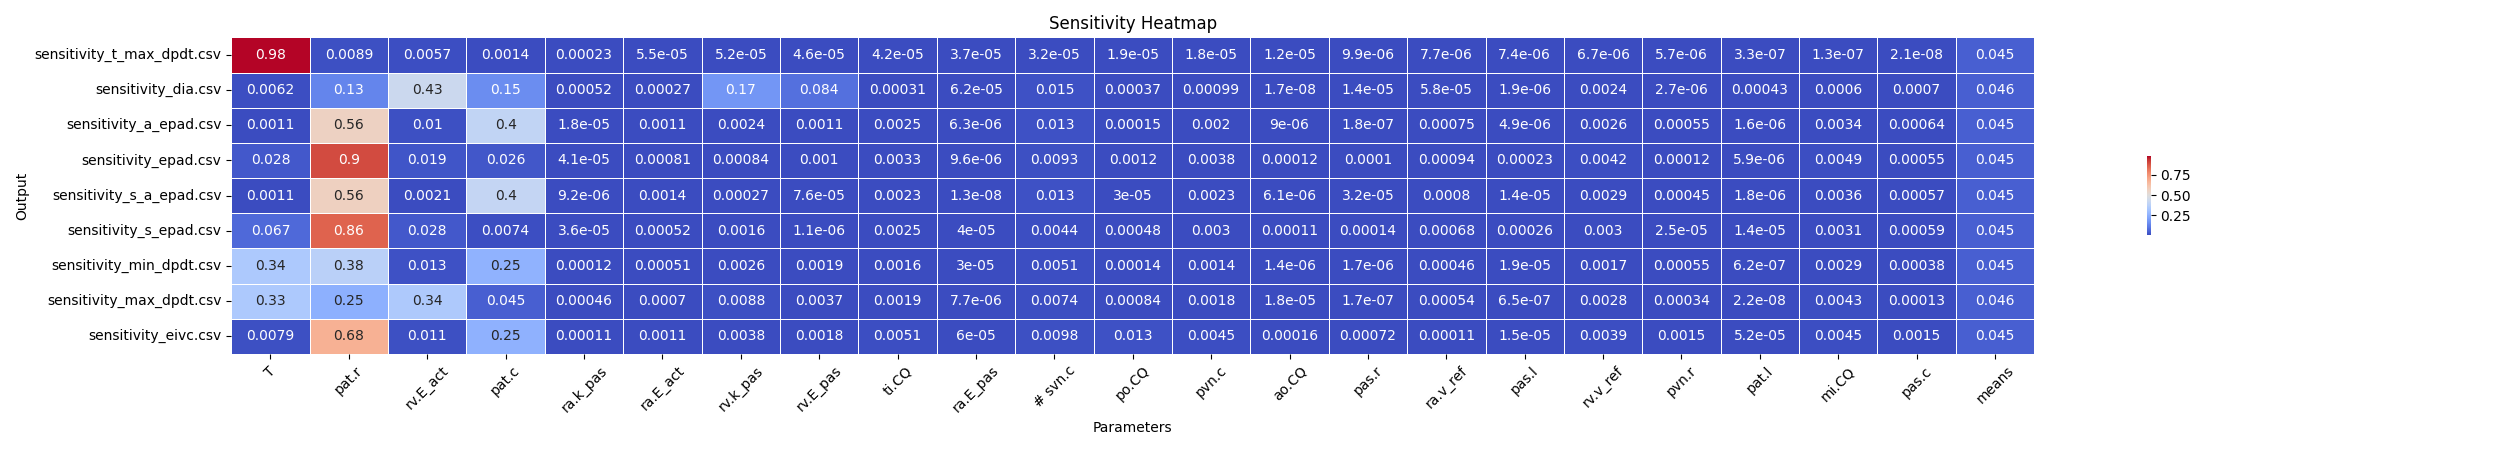 Sensitivity Heatmap
Output
sensitivity_t_max_dpdt.csv 0.98 0.0089 0.0057 0.0014 0.00023 5.5e-05 5.2e-05 4.6e-05 4.2e-05 3.7e-05 3.2e-05 1.9e-05 1.8e-05 1.2e-05 9.9e-06 7.7e-06 7.4e-06 6.7e-06 5.7e-06 3.3e-07 1.3e-07 2.1e-08 0.045
sensitivity_dia.csv 0.0062 0.13 0.43 0.15 0.00052 0.00027 0.17 0.084 0.00031 6.2e-05 0.015 0.00037 0.00099 1.7e-08 1.4e-05 5.8e-05 1.9e-06 0.0024 2.7e-06 0.00043 0.0006 0.0007 0.046
sensitivity_a_epad.csv 0.0011 0.56 0.01 0.4 1.8e-05 0.0011 0.0024 0.0011 0.0025 6.3e-06 0.013 0.00015 0.002 9e-06 1.8e-07 0.00075 4.9e-06 0.0026 0.00055 1.6e-06 0.0034 0.00064 0.045
sensitivity_epad.csv 0.028 0.9 0.019 0.026 4.1e-05 0.00081 0.00084 0.001 0.0033 9.6e-06 0.0093 0.0012 0.0038 0.00012 0.0001 0.00094 0.00023 0.0042 0.00012 5.9e-06 0.0049 0.00055 0.045
sensitivity_s_a_epad.csv 0.0011 0.56 0.0021 0.4 9.2e-06 0.0014 0.00027 7.6e-05 0.0023 1.3e-08 0.013 3e-05 0.0023 6.1e-06 3.2e-05 0.0008 1.4e-05 0.0029 0.00045 1.8e-06 0.0036 0.00057 0.045
sensitivity_s_epad.csv 0.067 0.86 0.028 0.0074 3.6e-05 0.00052 0.0016 1.1e-06 0.0025 4e-05 0.0044 0.00048 0.003 0.00011 0.00014 0.00068 0.00026 0.003 2.5e-05 1.4e-05 0.0031 0.00059 0.045
sensitivity_min_dpdt.csv 0.34 0.38 0.013 0.25 0.00012 0.00051 0.0026 0.0019 0.0016 3e-05 0.0051 0.00014 0.0014 1.4e-06 1.7e-06 0.00046 1.9e-05 0.0017 0.00055 6.2e-07 0.0029 0.00038 0.045
sensitivity_max_dpdt.csv 0.33 0.25 0.34 0.045 0.00046 0.0007 0.0088 0.0037 0.0019 7.7e-06 0.0074 0.00084 0.0018 1.8e-05 1.7e-07 0.00054 6.5e-07 0.0028 0.00034 2.2e-08 0.0043 0.00013 0.046
sensitivity_eivc.csv 0.0079 0.68 0.011 0.25 0.00011 0.0011 0.0038 0.0018 0.0051 6e-05 0.0098 0.013 0.0045 0.00016 0.00072 0.00011 1.5e-05 0.0039 0.0015 5.2e-05 0.0045 0.0015 0.045
T pat.r rv.E_act pat.c ra.k_pas ra.E_act rv.k_pas rv.E_pas ti.CQ ra.E_pas # svn.c po.CQ pvn.c ao.CQ pas.r ra.v_ref pas.l rv.v_ref pvn.r pat.l mi.CQ pas.c means
Parameters
0.75
0.50
0.25